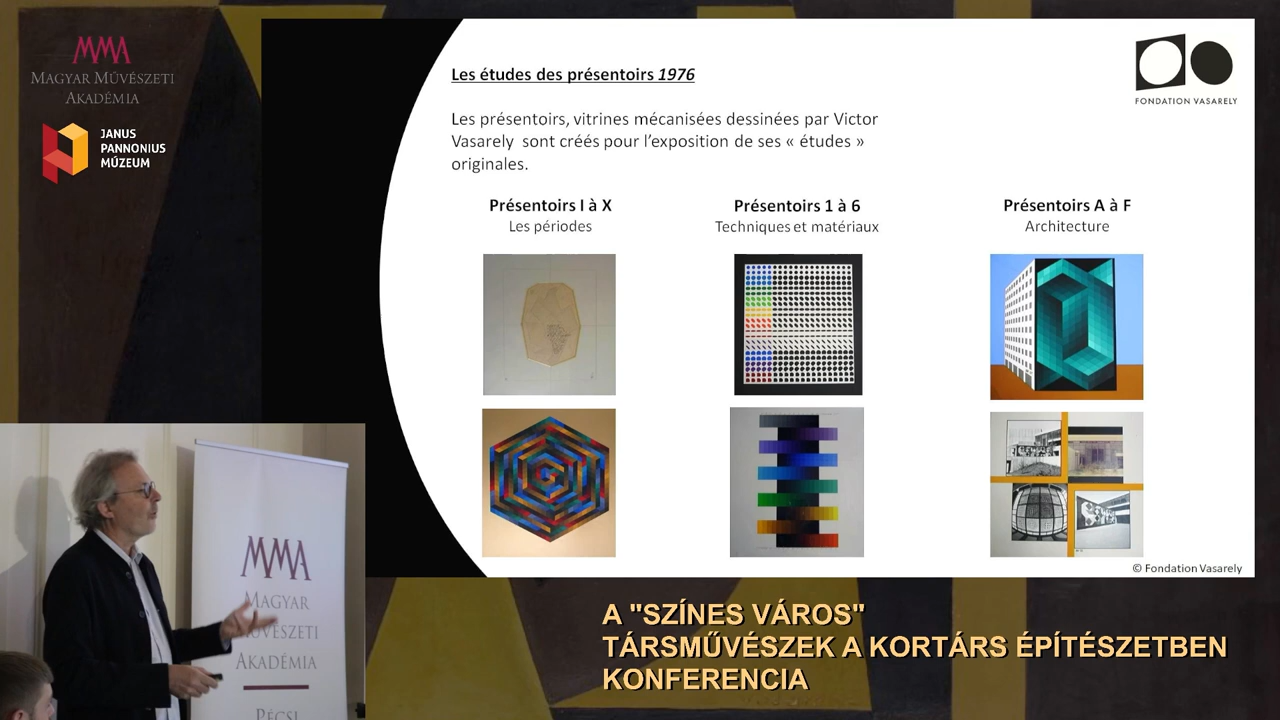 MMA
MAGYAR MŰVÉSZETI
AKADÉMIA
JANUS
PANNONIUS
MÚZEUM
Les études des présentoirs 1976
FONDATION VASARELY
Les présentoirs, vitrines mécanisées dessinées par Victor
Vasarely sont créés pour l'exposition de ses « études »
originales.
Présentoirs I à X
Les périodes
Présentoirs 1 à 6
Techniques et matériaux
Présentoirs A à F
Architecture
© Fondation Vasarely
MMA
MAGYAR
MŰVÉSZETI
AKADÉMIA
PÉCSI
A "SZÍNES VÁROS"
TÁRSMŰVÉSZEK A KORTÁRS ÉPÍTÉSZETBEN
KONFERENCIA